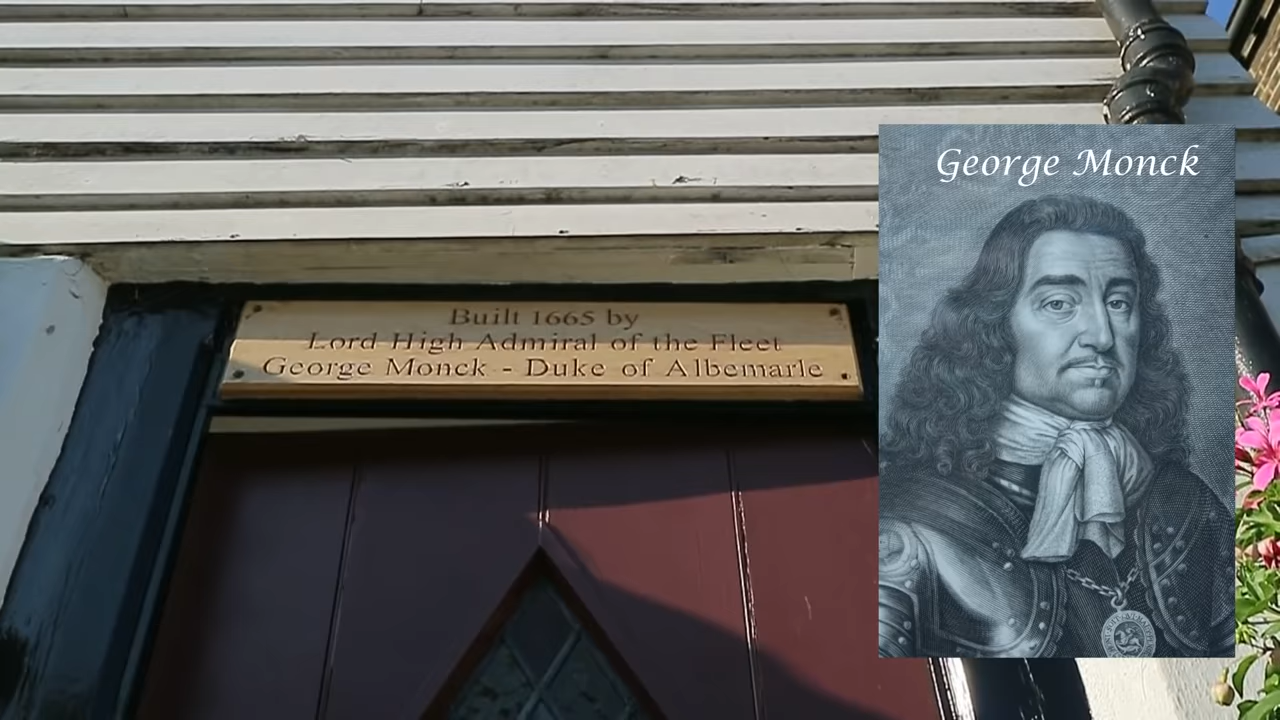 Built 1665 by
Lord High Admiral of the Fleet
George Monck - Duke of Albemarle
George Monck